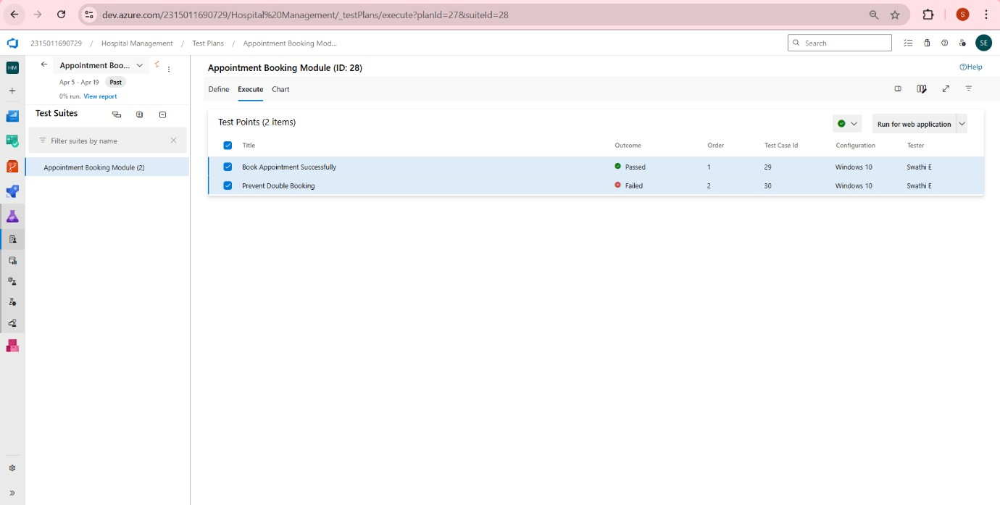 dev.azure.com/2315011690729/Hospital%20Management/_testPlans/execute?planId=27&suiteId=28
S
2315011690729 / Hospital Management / Test Plans / Appointment Booking Mod...
Search
SE
HM
Appointment Boo...
Apr 5 - Apr 19 Past
0% run. View report
Test Suites
Filter suites by name
Appointment Booking Module (2)
Appointment Booking Module (ID: 28)
Help
Define Execute Chart
Test Points (2 items)
Run for web application
Title Outcome Order Test Case Id Configuration Tester
Book Appointment Successfully Passed 1 29 Windows 10 Swathi E
Prevent Double Booking Failed 2 30 Windows 10 Swathi E